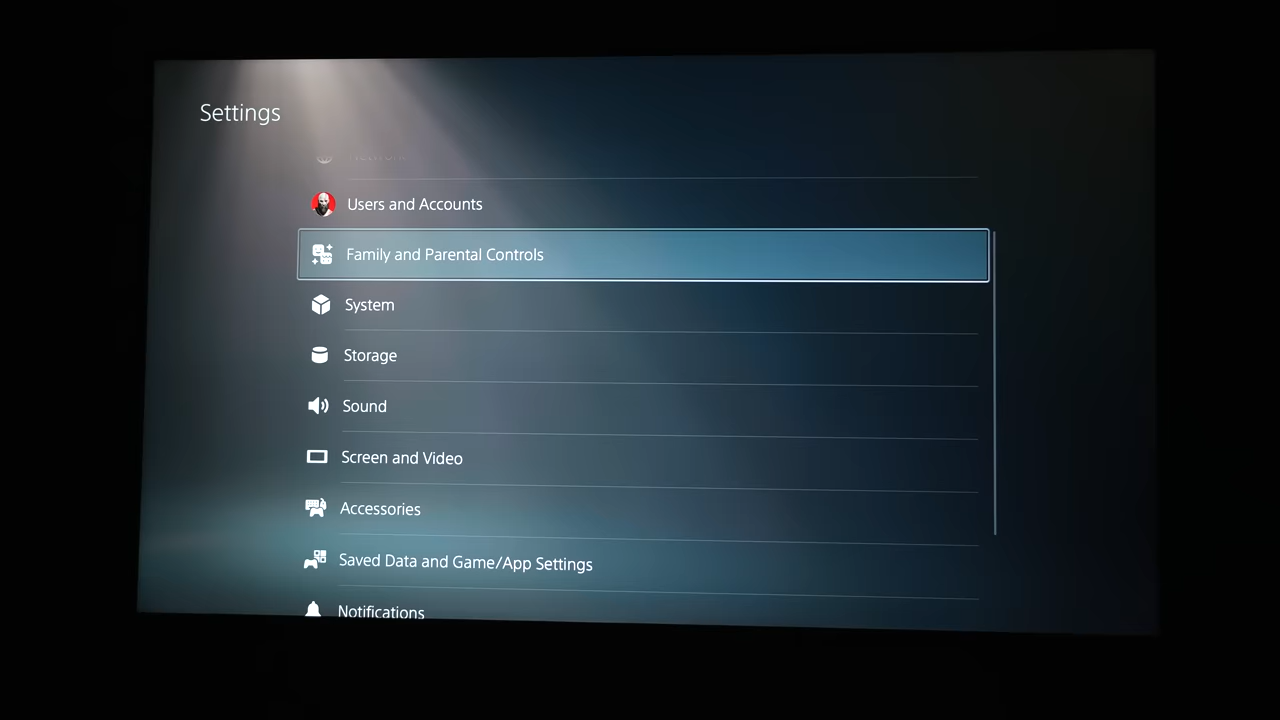 Settings
Network
Users and Accounts
Family and Parental Controls
System
Storage
Sound
Screen and Video
Accessories
Saved Data and Game/App Settings
Notifications